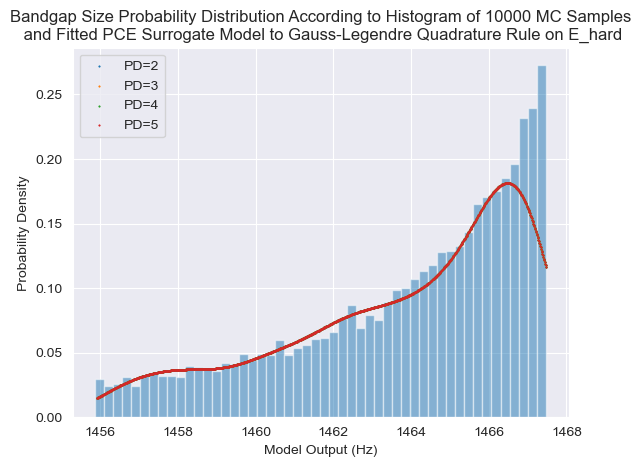 Bandgap Size Probability Distribution According to Histogram of 10000 MC Samples
and Fitted PCE Surrogate Model to Gauss-Legendre Quadrature Rule on E_hard
PD=2
PD=3
PD=4
PD=5
Probability Density
0.25
0.20
0.15
0.10
0.05
0.00
1456 1458 1460 1462 1464 1466 1468
Model Output (Hz)